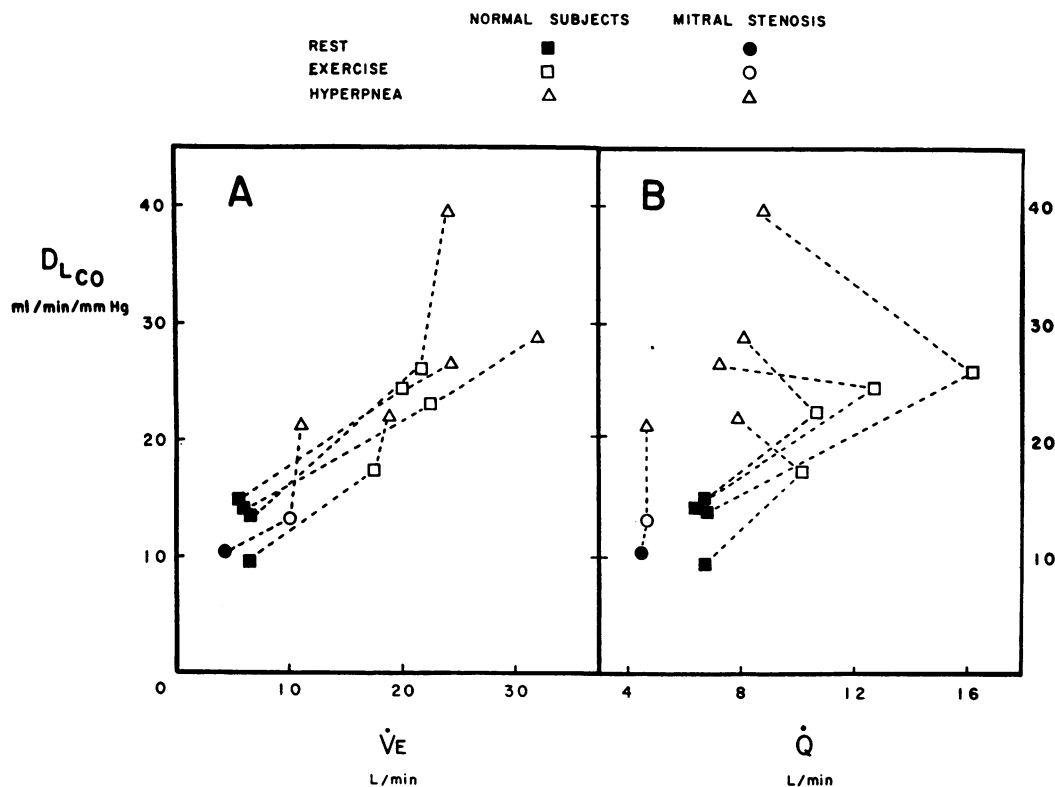 NORMAL SUBJECTS MITRAL STENOSIS
REST
EXERCISE
HYPERPNEA
A
B
40
30
20
10
0
DLCO
ml/min/mm Hg
40
30
20
10
10 20 30
4 8 12 16
V̇E
L/min
Q̇
L/min